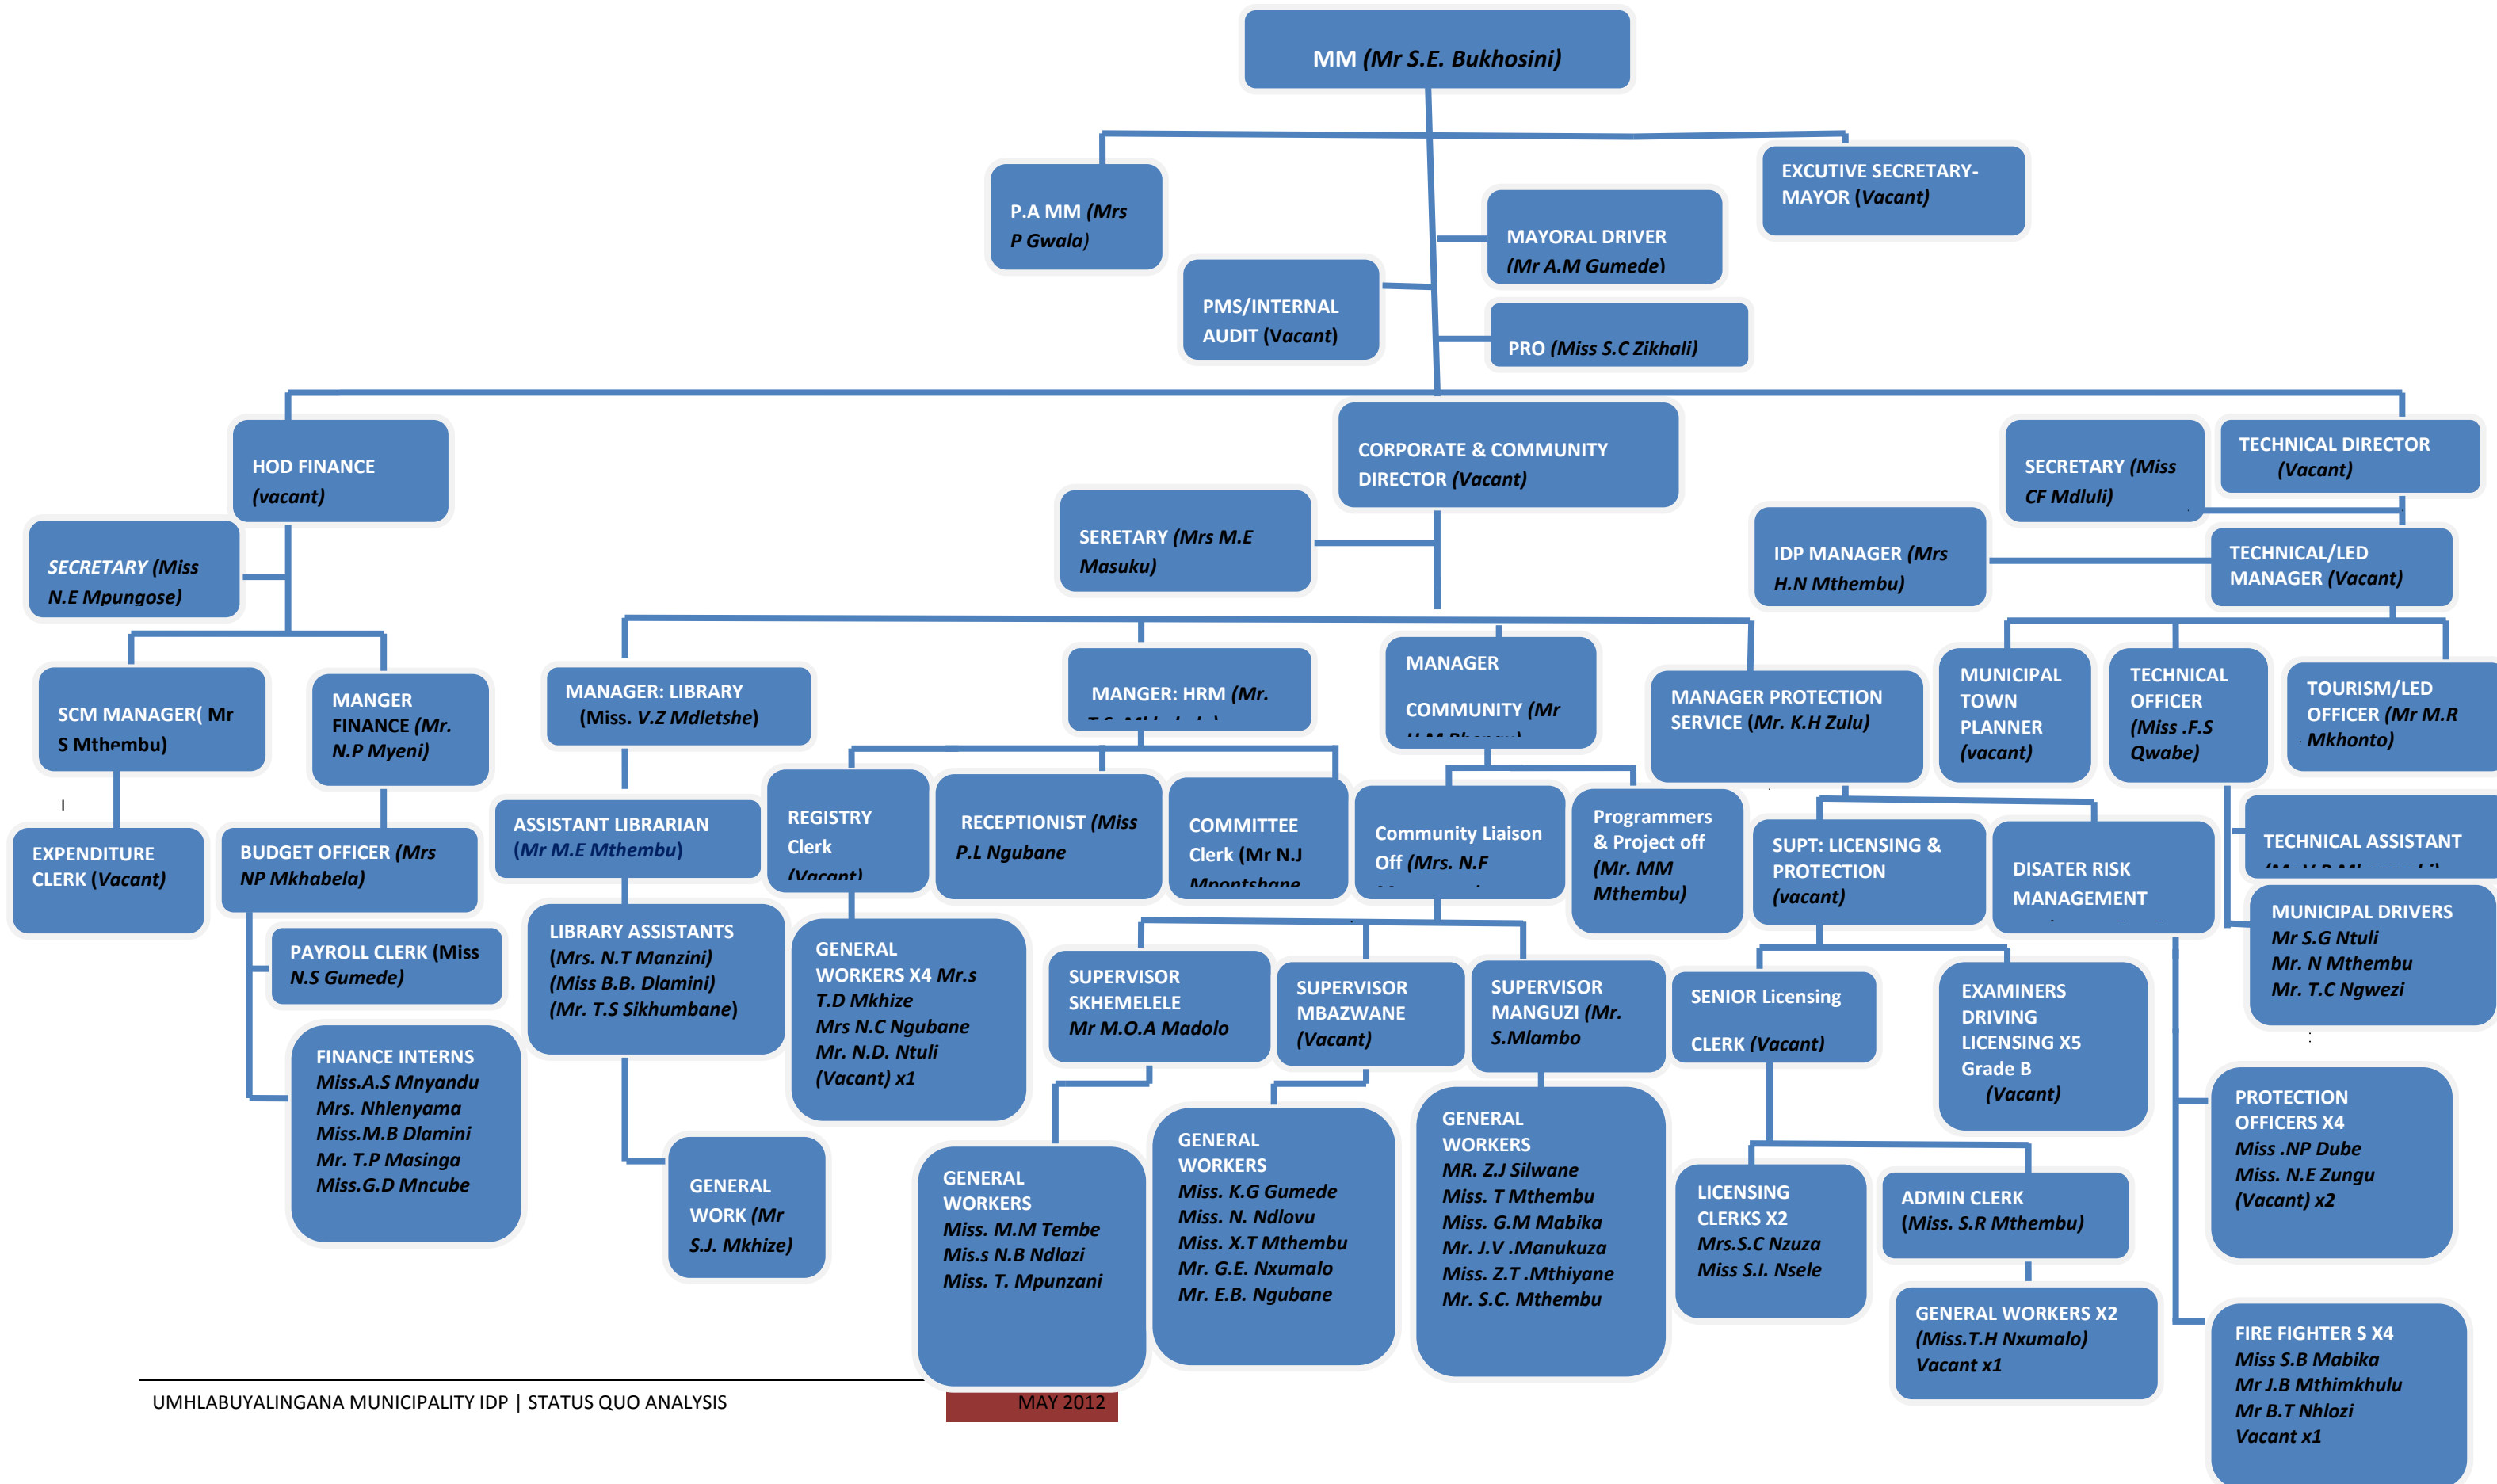 MM (Mr S.E. Bukhosini)
P.A MM (Mrs
P Gwala)
EXCUTIVE SECRETARY-
MAYOR (Vacant)
MAYORAL DRIVER
(Mr A.M Gumede)
PMS/INTERNAL
AUDIT (Vacant)
PRO (Miss S.C Zikhali)
HOD FINANCE
(vacant)
CORPORATE & COMMUNITY
DIRECTOR (Vacant)
SECRETARY (Miss
CF Mdluli)
TECHNICAL DIRECTOR
(Vacant)
SECRETARY (Miss
N.E Mpungose)
SERETARY (Mrs M.E
Masuku)
IDP MANAGER (Mrs
H.N Mthembu)
TECHNICAL/LED
MANAGER (Vacant)
SCM MANAGER( Mr
S Mthembu)
MANGER
FINANCE (Mr.
N.P Myeni)
MANAGER: LIBRARY
(Miss. V.Z Mdletshe)
MANGER: HRM (Mr.
MANAGER
COMMUNITY (Mr
MANAGER PROTECTION
SERVICE (Mr. K.H Zulu)
MUNICIPAL
TOWN
PLANNER
(vacant)
TECHNICAL
OFFICER
(Miss .F.S
Qwabe)
TOURISM/LED
OFFICER (Mr M.R
Mkhonto)
EXPENDITURE
CLERK (Vacant)
BUDGET OFFICER (Mrs
NP Mkhabela)
ASSISTANT LIBRARIAN
(Mr M.E Mthembu)
REGISTRY
Clerk
(Vacant)
RECEPTIONIST (Miss
P.L Ngubane
COMMITTEE
Clerk (Mr N.J
Mpontshane
Community Liaison
Off (Mrs. N.F
Programmers
& Project off
(Mr. MM
Mthembu)
SUPT: LICENSING &
PROTECTION
(vacant)
DISATER RISK
MANAGEMENT
TECHNICAL ASSISTANT
PAYROLL CLERK (Miss
N.S Gumede)
LIBRARY ASSISTANTS
(Mrs. N.T Manzini)
(Miss B.B. Dlamini)
(Mr. T.S Sikhumbane)
GENERAL
WORKERS X4 Mr.s
T.D Mkhize
Mrs N.C Ngubane
Mr. N.D. Ntuli
(Vacant) x1
SUPERVISOR
SKHEMELELE
Mr M.O.A Madolo
SUPERVISOR
MBAZWANE
(Vacant)
SUPERVISOR
MANGUZI (Mr.
S.Mlambo
SENIOR Licensing
CLERK (Vacant)
EXAMINERS
DRIVING
LICENSING X5
Grade B
(Vacant)
MUNICIPAL DRIVERS
Mr S.G Ntuli
Mr. N Mthembu
Mr. T.C Ngwezi
FINANCE INTERNS
Miss.A.S Mnyandu
Mrs. Nhlenyama
Miss.M.B Dlamini
Mr. T.P Masinga
Miss.G.D Mncube
GENERAL
WORK (Mr
S.J. Mkhize)
GENERAL
WORKERS
Miss. M.M Tembe
Mis.s N.B Ndlazi
Miss. T. Mpunzani
GENERAL
WORKERS
Miss. K.G Gumede
Miss. N. Ndlovu
Miss. X.T Mthembu
Mr. G.E. Nxumalo
Mr. E.B. Ngubane
GENERAL
WORKERS
MR. Z.J Silwane
Miss. T Mthembu
Miss. G.M Mabika
Mr. J.V .Manukuza
Miss. Z.T .Mthiyane
Mr. S.C. Mthembu
LICENSING
CLERKS X2
Mrs.S.C Nzuza
Miss S.I. Nsele
ADMIN CLERK
(Miss. S.R Mthembu)
PROTECTION
OFFICERS X4
Miss .NP Dube
Miss. N.E Zungu
(Vacant) x2
GENERAL WORKERS X2
(Miss.T.H Nxumalo)
Vacant x1
FIRE FIGHTER S X4
Miss S.B Mabika
Mr J.B Mthimkhulu
Mr B.T Nhlozi
Vacant x1
UMHLABUYALINGANA MUNICIPALITY IDP | STATUS QUO ANALYSIS MAY 2012